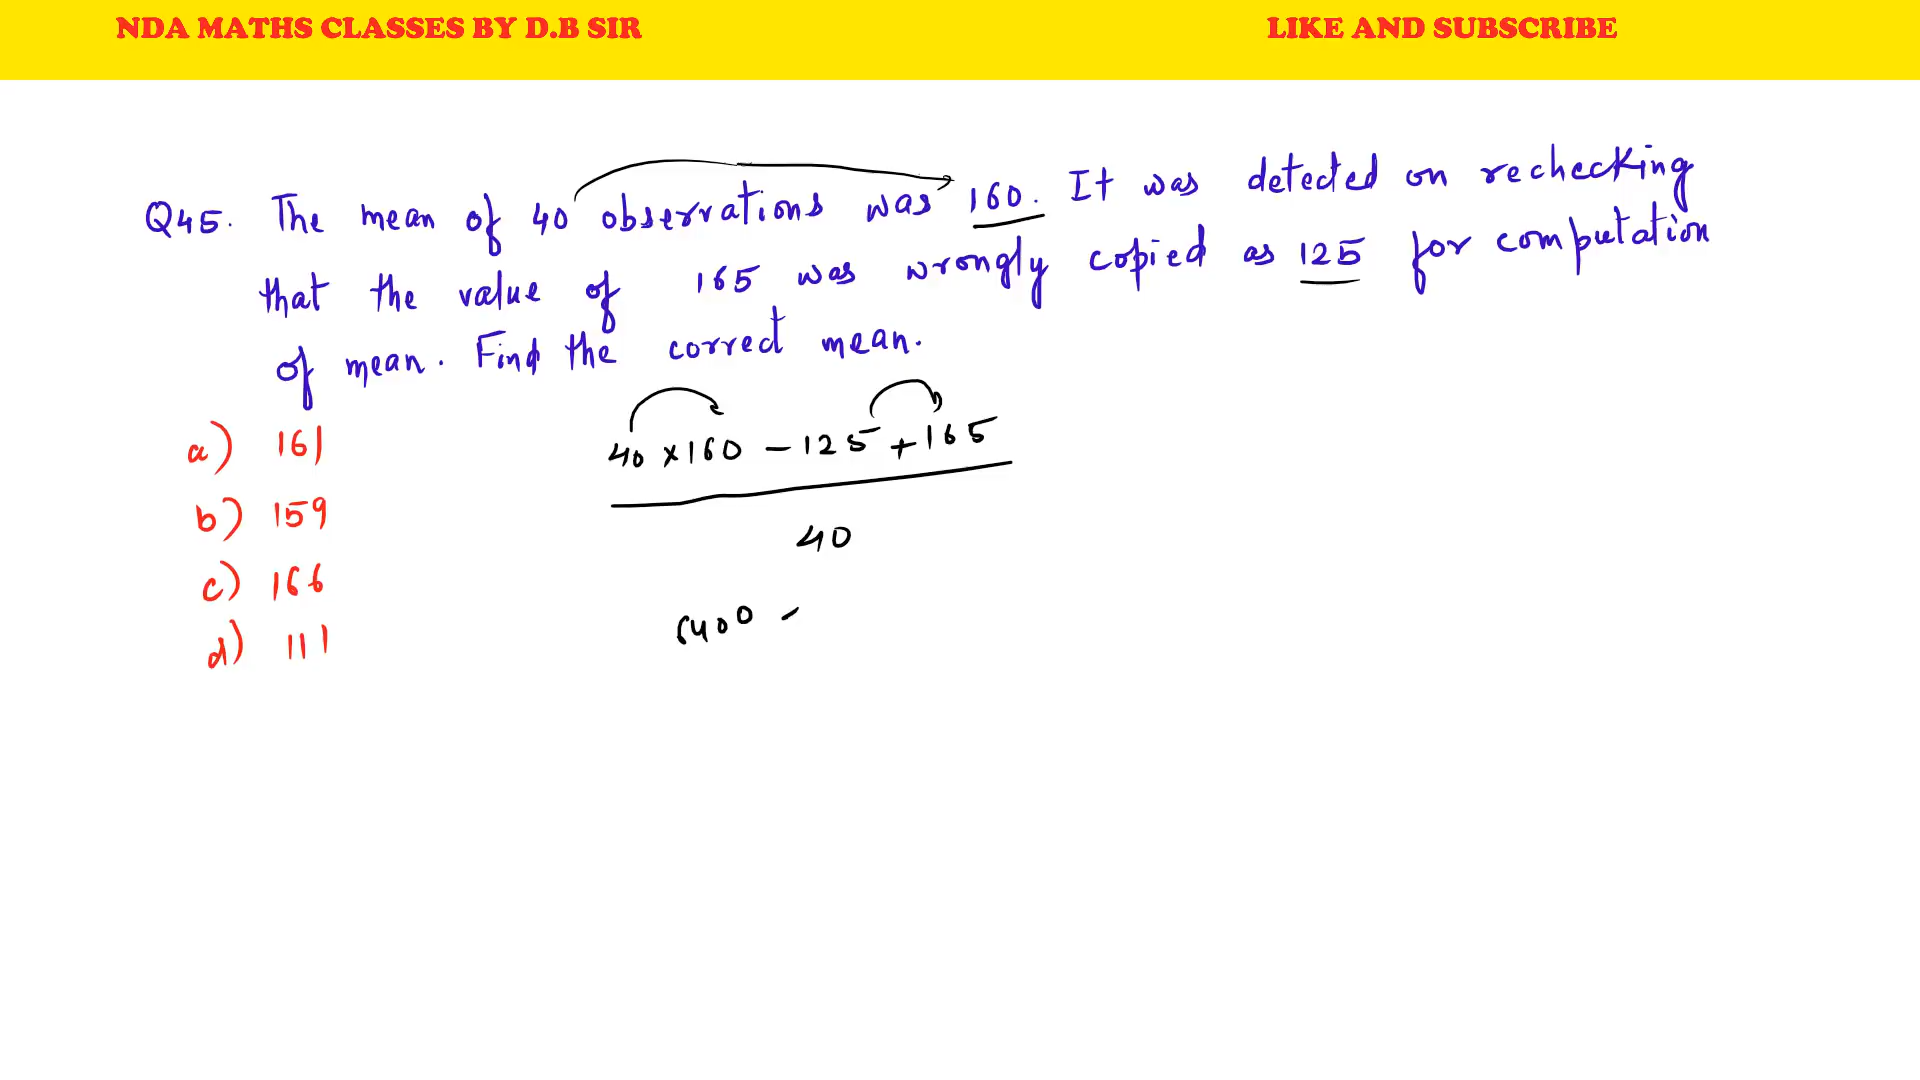 NDA MATHS CLASSES BY D.B SIR LIKE AND SUBSCRIBE
Q45. The mean of 40 observations was 160. It was detected on rechecking
that the value of 165 was wrongly copied as 125 for computation
of mean. Find the correct mean.
a) 161
b) 159
c) 166
d) 111
40 x 160 - 125 + 165
40
6400 -